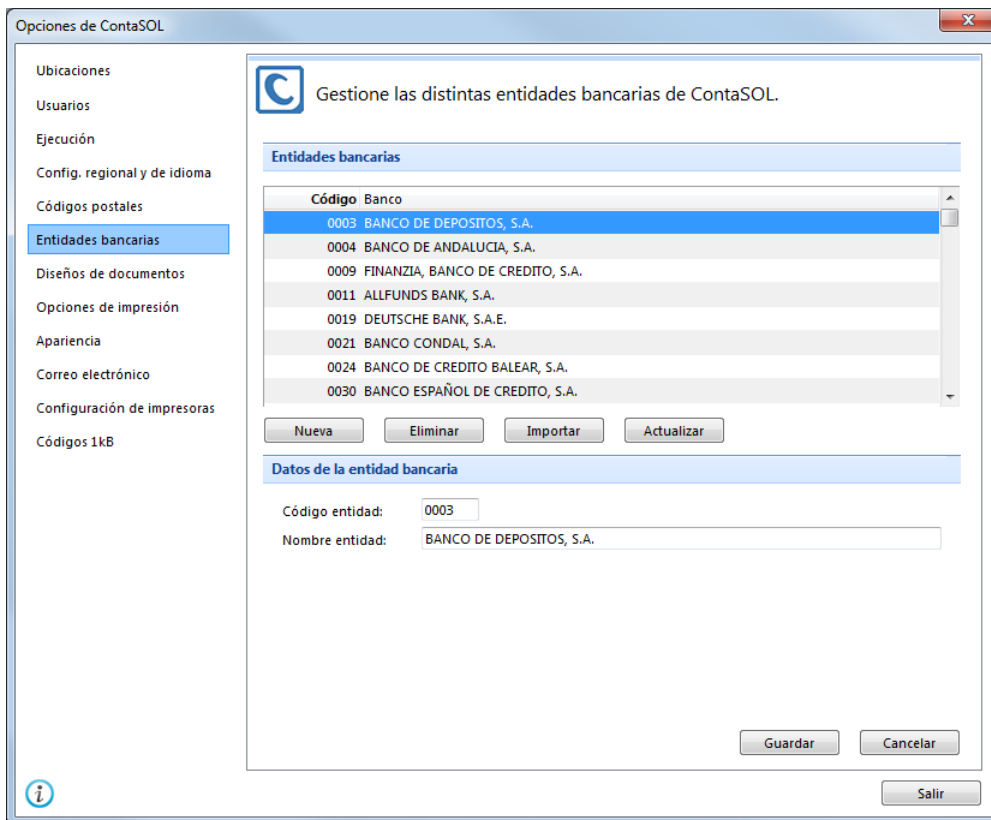 Opciones de ContaSOL
Ubicaciones
Usuarios
Ejecución
Config. regional y de idioma
Códigos postales
Entidades bancarias
Diseños de documentos
Opciones de impresión
Apariencia
Correo electrónico
Configuración de impresoras
Códigos 1kB
Gestione las distintas entidades bancarias de ContaSOL.
Entidades bancarias
Código Banco
0003 BANCO DE DEPOSITOS, S.A.
0004 BANCO DE ANDALUCIA, S.A.
0009 FINANZIA, BANCO DE CREDITO, S.A.
0011 ALLFUNDS BANK, S.A.
0019 DEUTSCHE BANK, S.A.E.
0021 BANCO CONDAL, S.A.
0024 BANCO DE CREDITO BALEAR, S.A.
0030 BANCO ESPAÑOL DE CREDITO, S.A.
Nueva Eliminar Importar Actualizar
Datos de la entidad bancaria
Código entidad: 0003
Nombre entidad: BANCO DE DEPOSITOS, S.A.
Guardar Cancelar
Salir